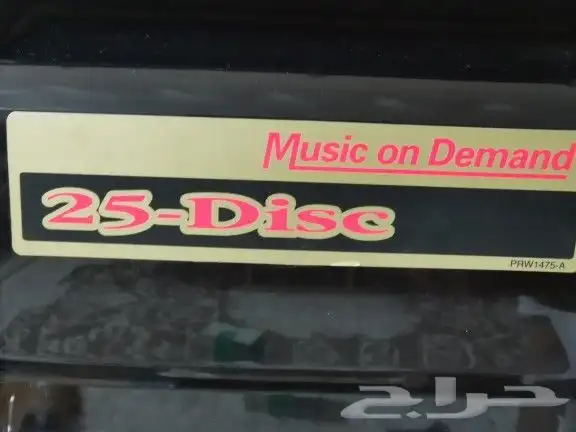 Music on Demand
25-Disc
PRW1475-A
حراج